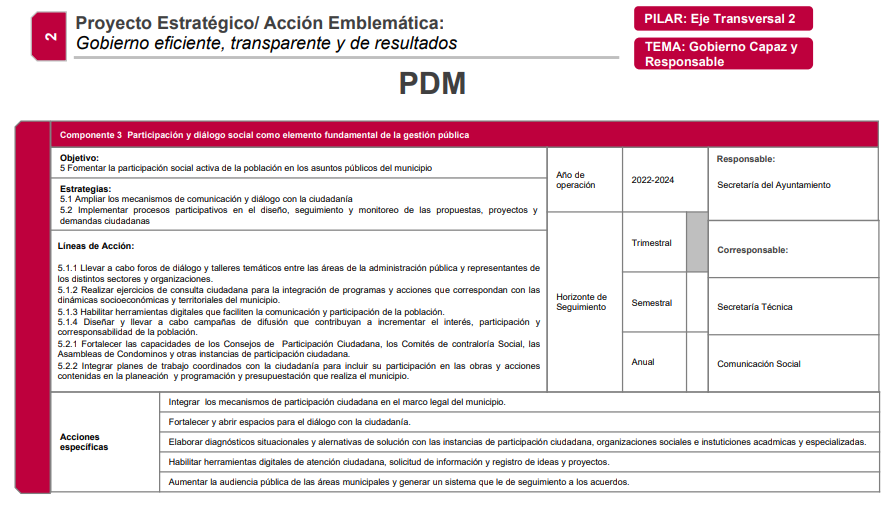 2
Proyecto Estratégico/ Acción Emblemática:
Gobierno eficiente, transparente y de resultados
PILAR: Eje Transversal 2
TEMA: Gobierno Capaz y
Responsable
PDM
Componente 3 Participación y diálogo social como elemento fundamental de la gestión pública
Objetivo:
5 Fomentar la participación social activa de la población en los asuntos públicos del municipio
Estrategias:
5.1 Ampliar los mecanismos de comunicación y diálogo con la ciudadanía
5.2 Implementar procesos participativos en el diseño, seguimiento y monitoreo de las propuestas, proyectos y
demandas ciudadanas
Líneas de Acción:
5.1.1 Llevar a cabo foros de diálogo y talleres temáticos entre las áreas de la administración pública y representantes de
los distintos sectores y organizaciones.
5.1.2 Realizar ejercicios de consulta ciudadana para la integración de programas y acciones que correspondan con las
dinámicas socioeconómicas y territoriales del municipio.
5.1.3 Habilitar herramientas digitales que faciliten la comunicación y participación de la población.
5.1.4 Diseñar y llevar a cabo campañas de difusión que contribuyan a incrementar el interés, participación y
corresponsabilidad de la población.
5.2.1 Fortalecer las capacidades de los Consejos de Participación Ciudadana, los Comités de contraloría Social, las
Asambleas de Condominos y otras instancias de participación ciudadana.
5.2.2 Integrar planes de trabajo coordinados con la ciudadanía para incluir su participación en las obras y acciones
contenidas en la planeación y programación y presupuestación que realiza el municipio.
Año de
operación
2022-2024
Horizonte de
Seguimiento
Trimestral
Semestral
Anual
Responsable:
Secretaría del Ayuntamiento
Corresponsable:
Secretaría Técnica
Comunicación Social
Acciones
específicas
Integrar los mecanismos de participación ciudadana en el marco legal del municipio.
Fortalecer y abrir espacios para el diálogo con la ciudadanía.
Elaborar diagnósticos situacionales y alernativas de solución con las instancias de participación ciudadana, organizaciones sociales e instuticiones acadmicas y especializadas.
Habilitar herramientas digitales de atención ciudadana, solicitud de información y registro de ideas y proyectos.
Aumentar la audiencia pública de las áreas municipales y generar un sistema que le de seguimiento a los acuerdos.